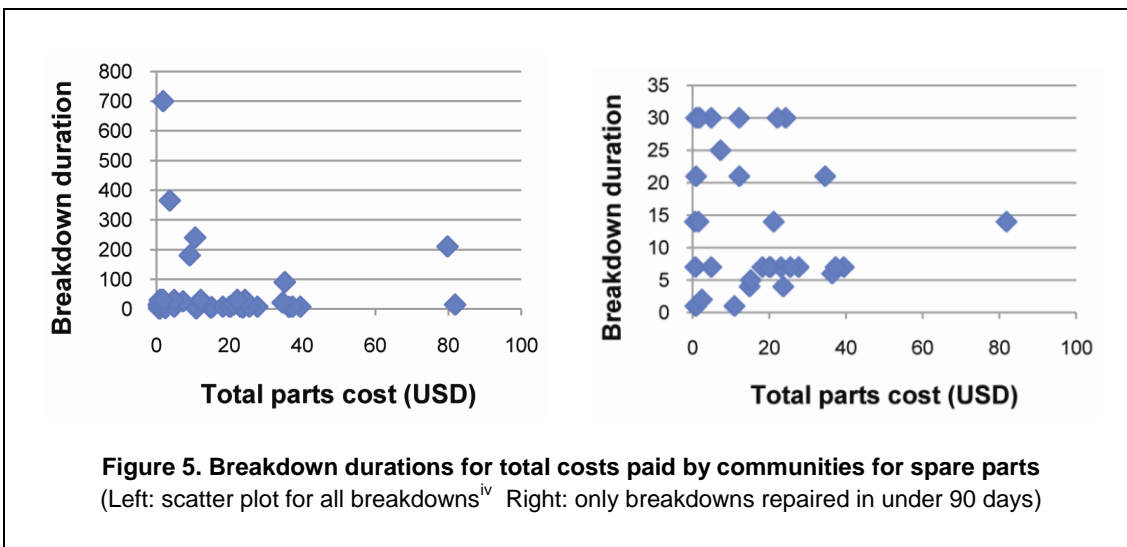 800
700
600
500
400
300
200
100
0
Breakdown duration
0 20 40 60 80 100
Total parts cost (USD)
35
30
25
20
15
10
5
0
Breakdown duration
0 20 40 60 80 100
Total parts cost (USD)
Figure 5. Breakdown durations for total costs paid by communities for spare parts
(Left: scatter plot for all breakdownsiv Right: only breakdowns repaired in under 90 days)